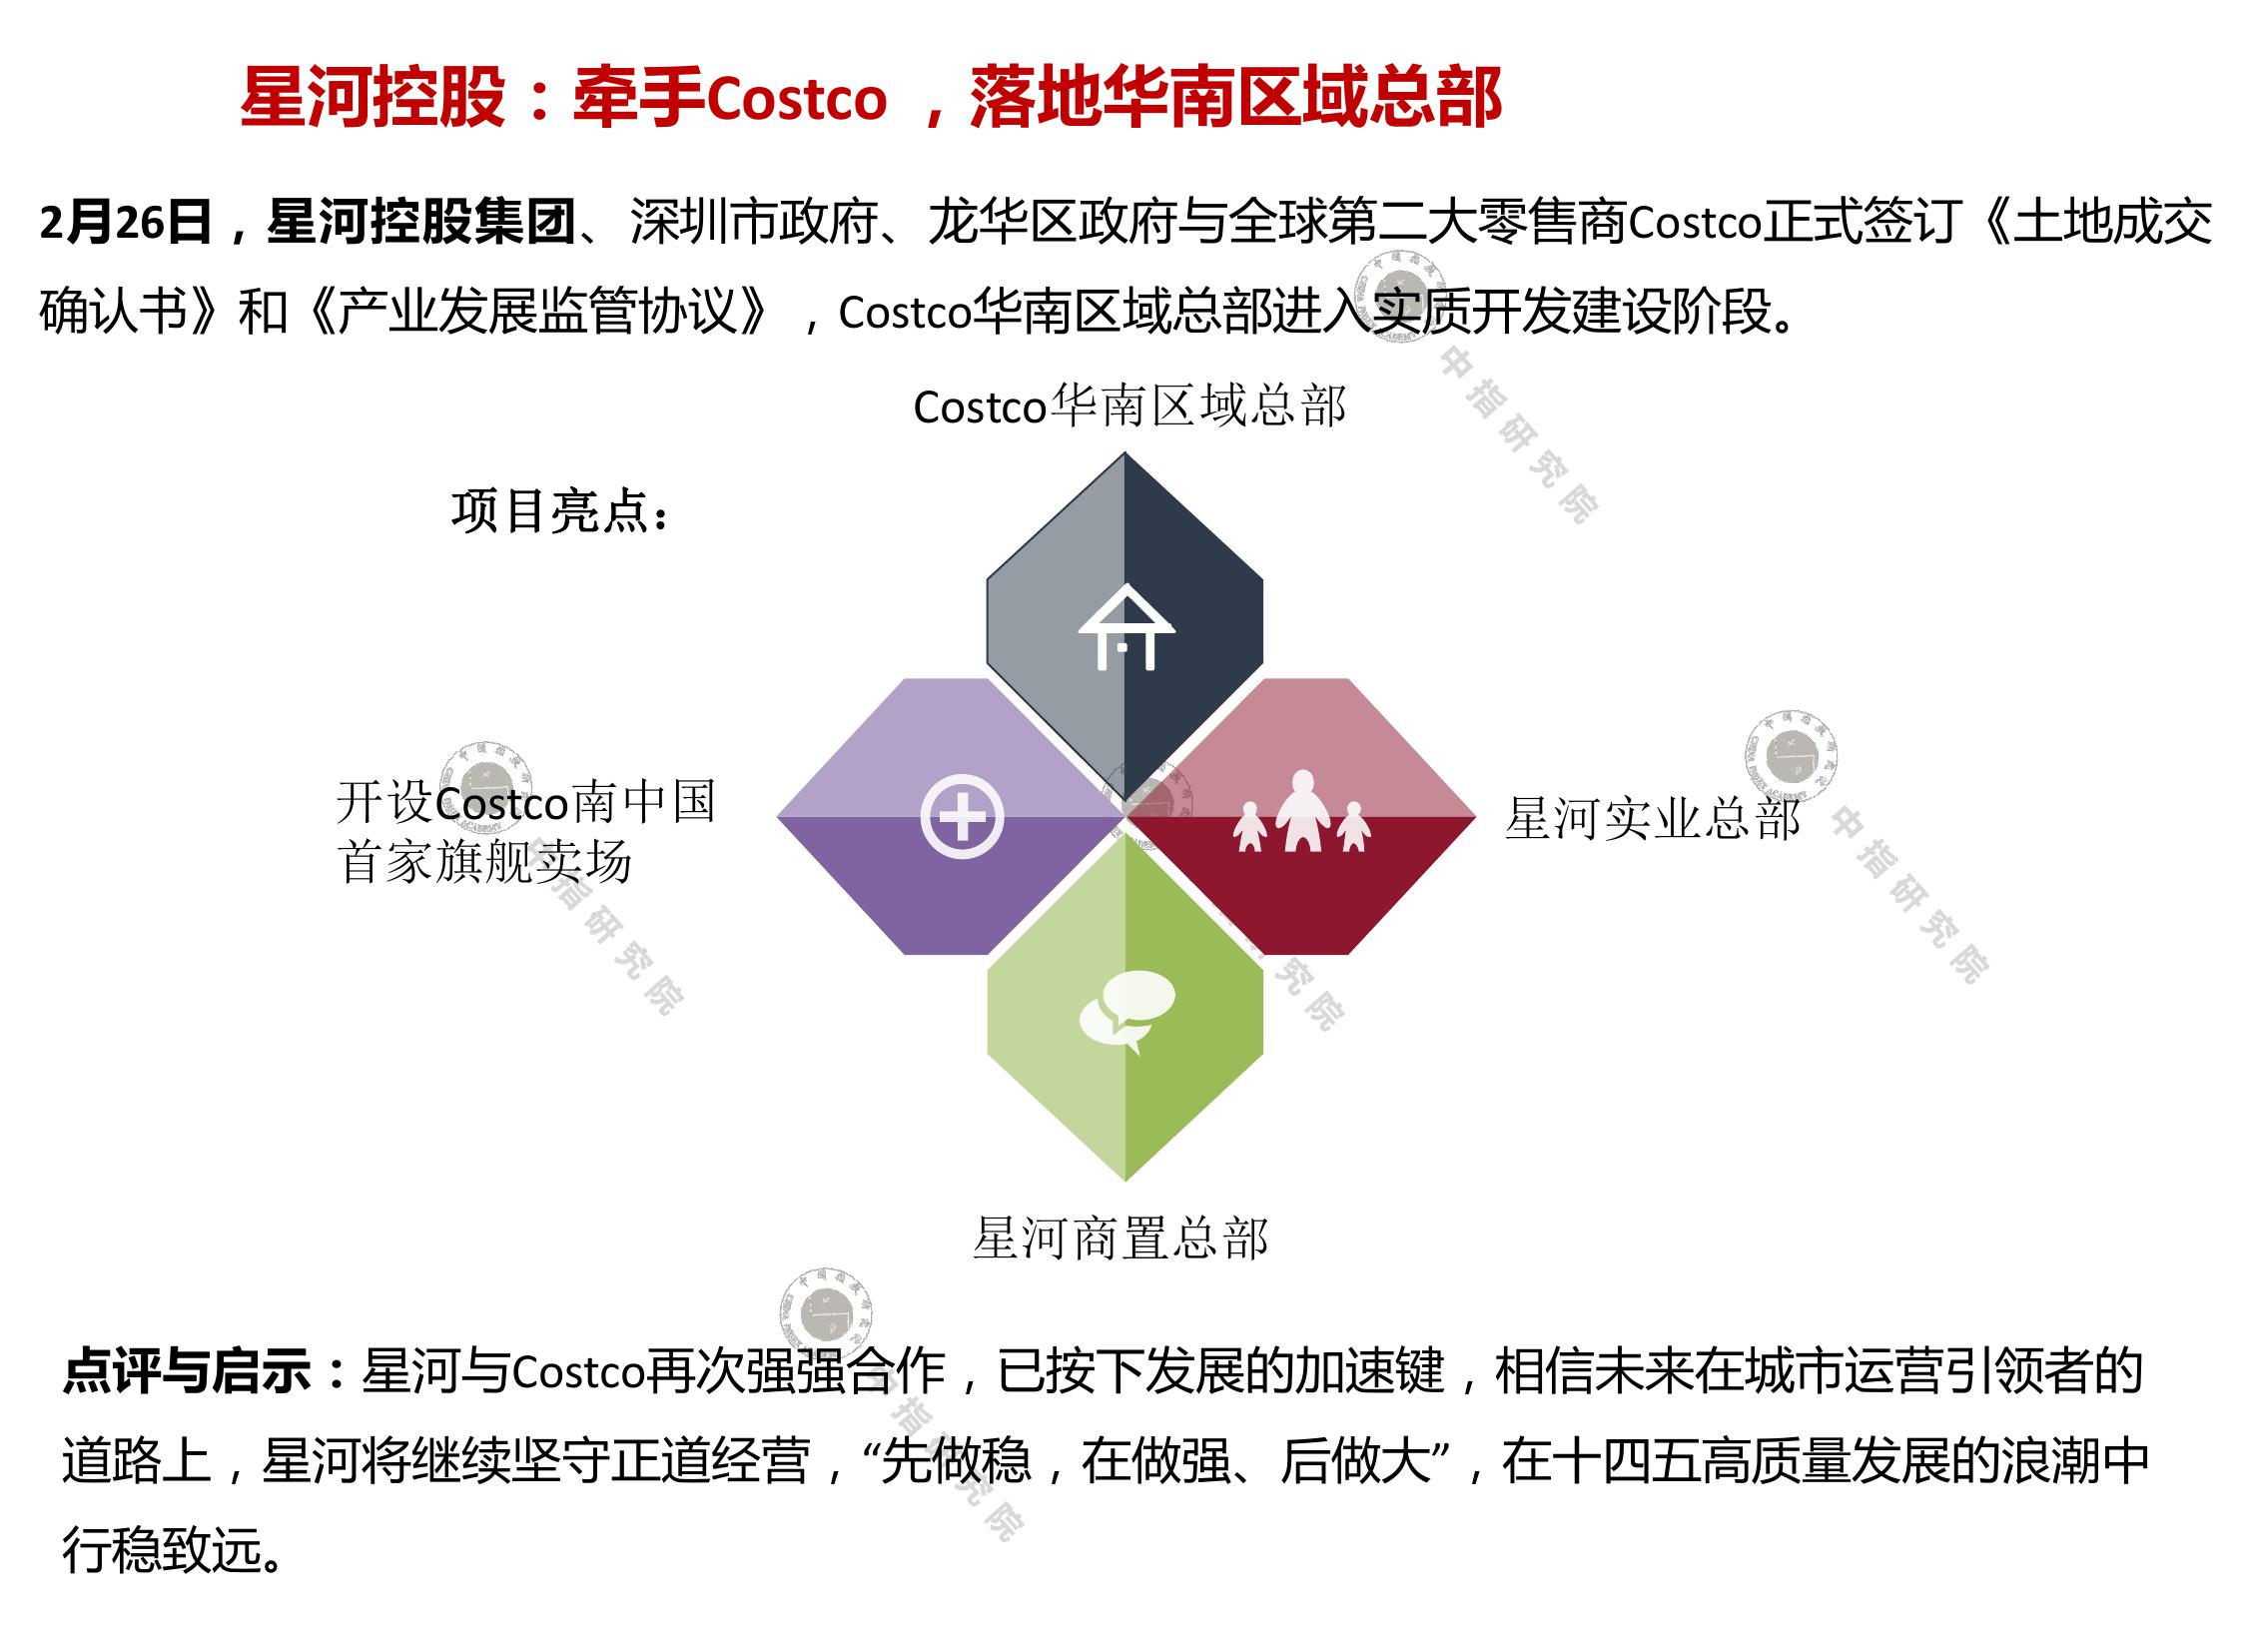 星河控股：牵手Costco，落地华南区域总部
2月26日，星河控股集团、深圳市政府、龙华区政府与全球第二大零售商Costco正式签订《土地成交
确认书》和《产业发展监管协议》，Costco华南区域总部进入实质开发建设阶段。
Costco华南区域总部
项目亮点：
开设Costco南中国
首家旗舰卖场
星河实业总部
星河商置总部
点评与启示：星河与Costco再次强强合作，已按下发展的加速键，相信未来在城市运营引领者的
道路上，星河将继续坚守正道经营，“先做稳，在做强、后做大”，在十四五高质量发展的浪潮中
行稳致远。
中指研究院
中指研究院
中指研究院
究院
中指研究院